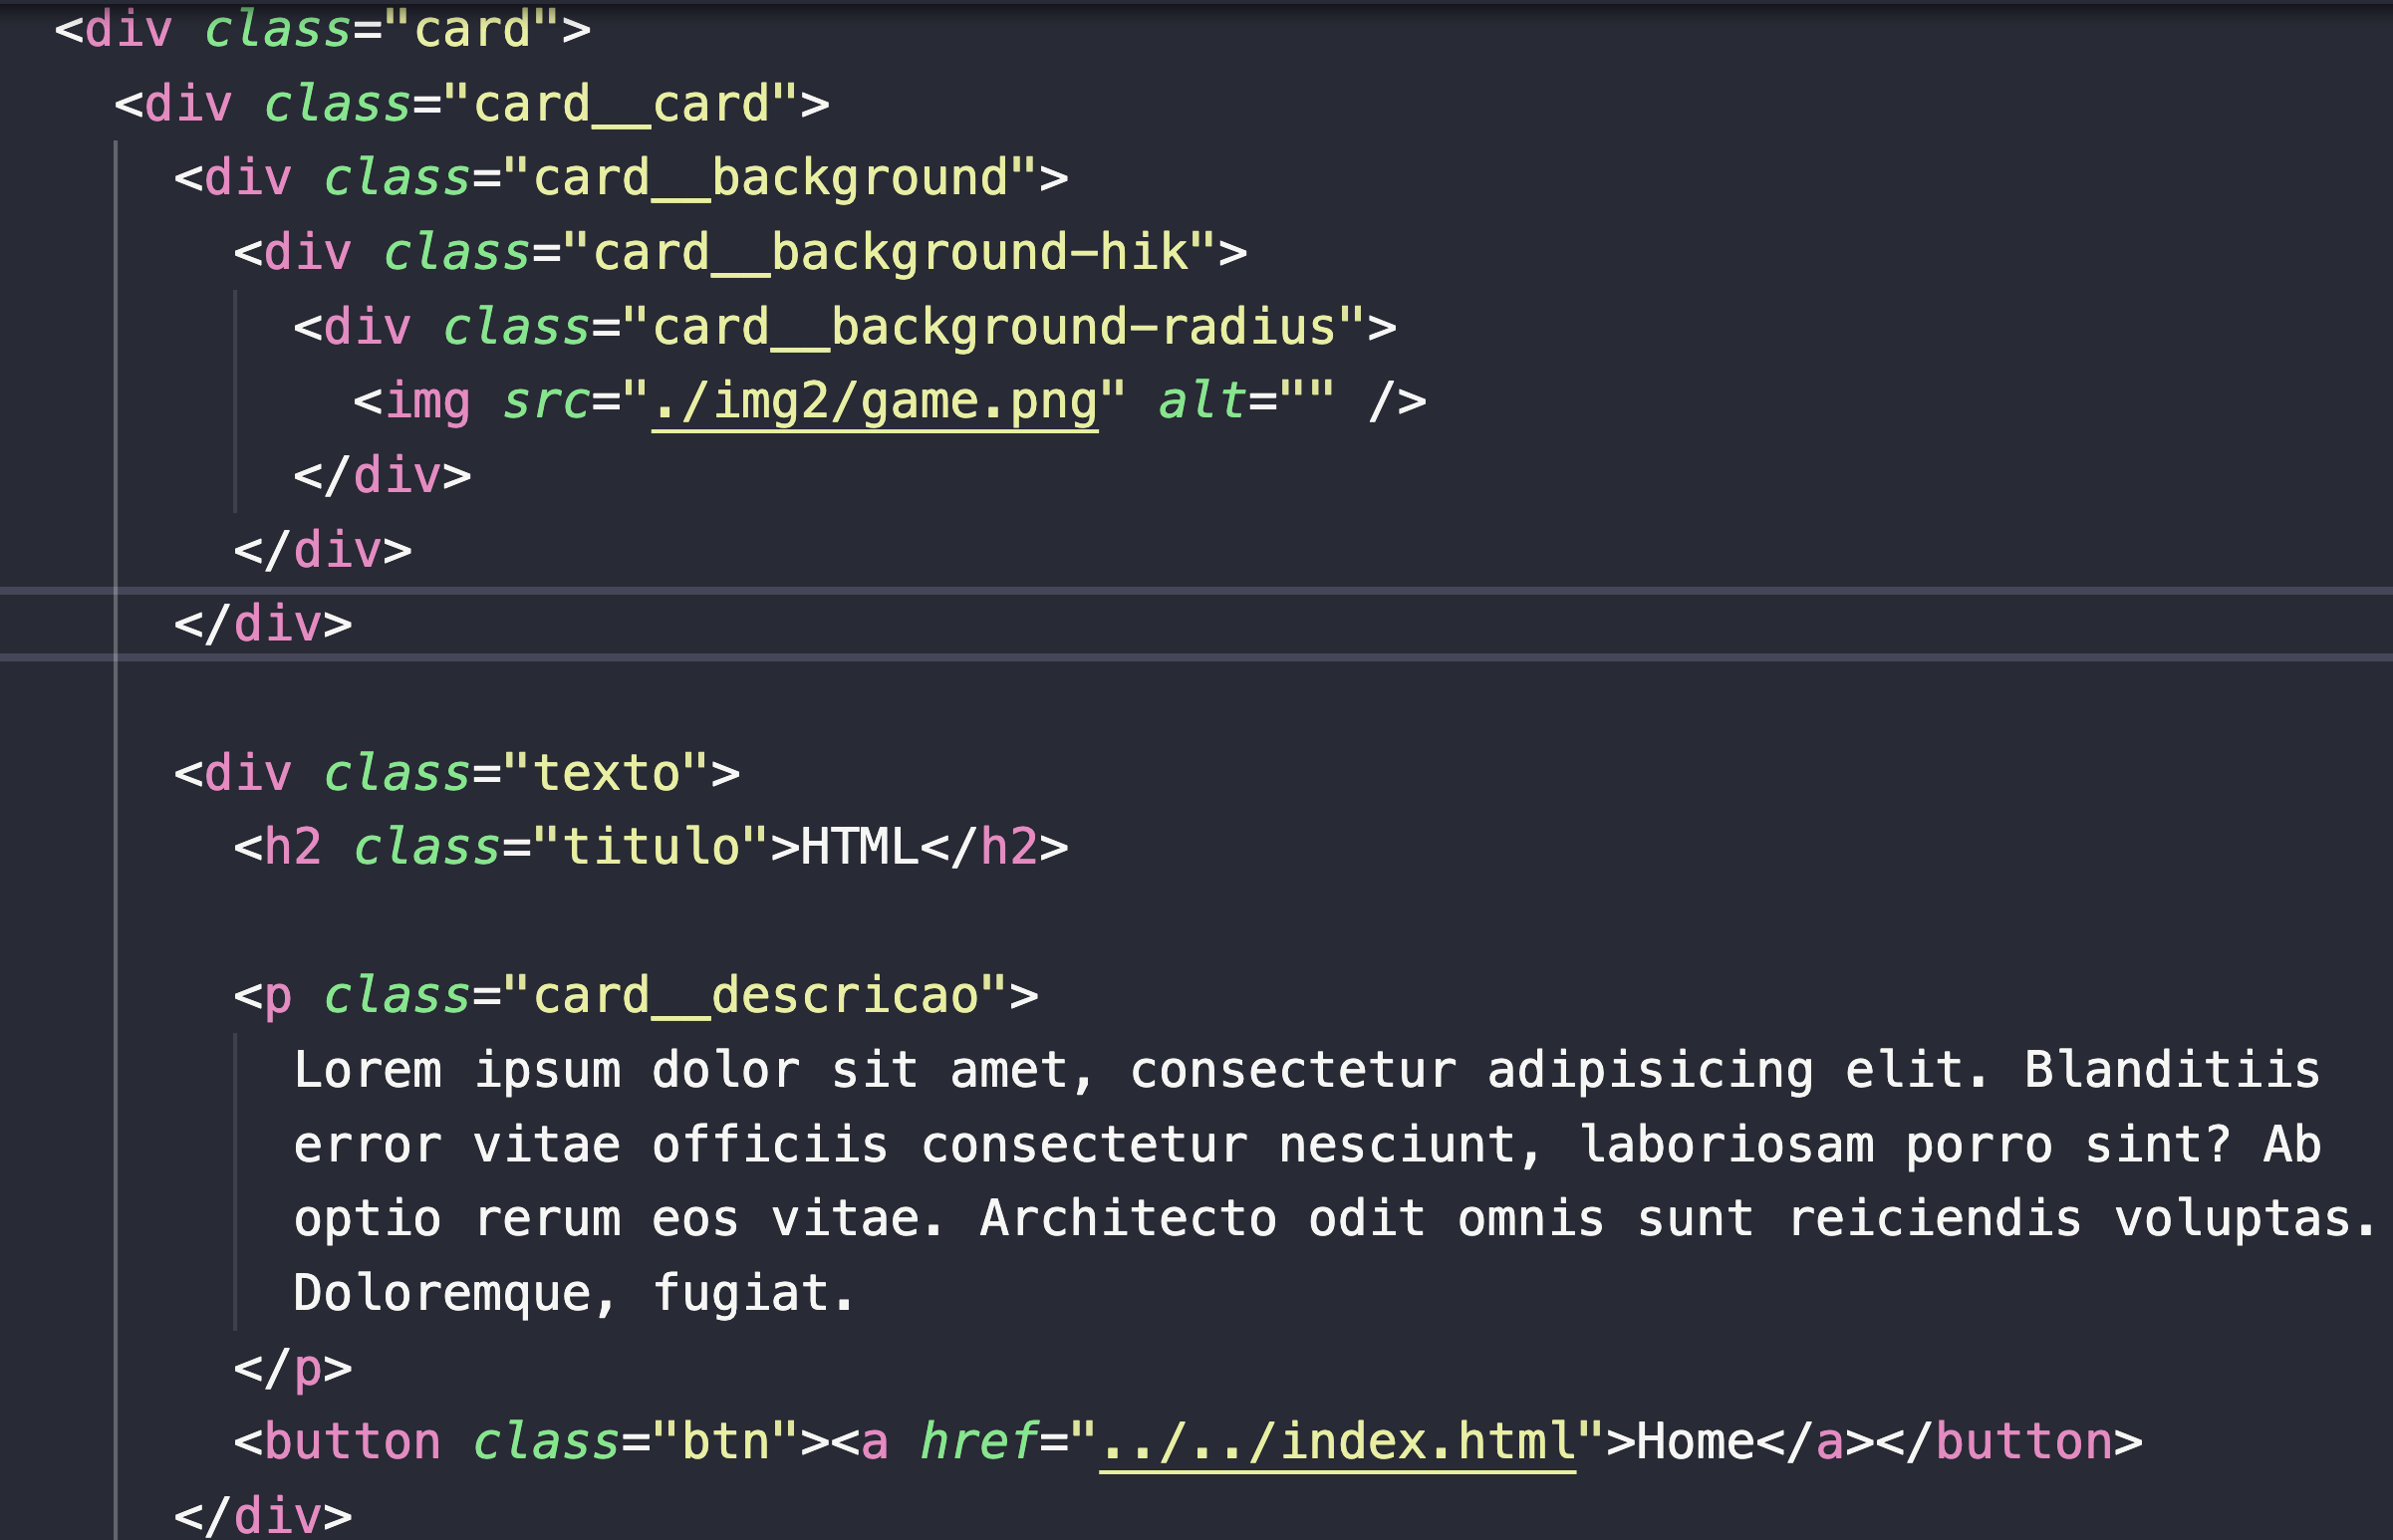 <div class="card">
<div class="card__card">
<div class="card__background">
<div class="card__background-hik">
<div class="card__background-radius">
<img src="./img2/game.png" alt="" />
</div>
</div>
</div>
<div class="texto">
<h2 class="titulo">HTML</h2>
<p class="card__descricao">
Lorem ipsum dolor sit amet, consectetur adipisicing elit. Blanditiis
error vitae officiis consectetur nesciunt, laboriosam porro sint? Ab
optio rerum eos vitae. Architecto odit omnis sunt reiciendis voluptas.
Doloremque, fugiat.
</p>
<button class="btn"><a href="../../index.html">Home</a></button>
</div>